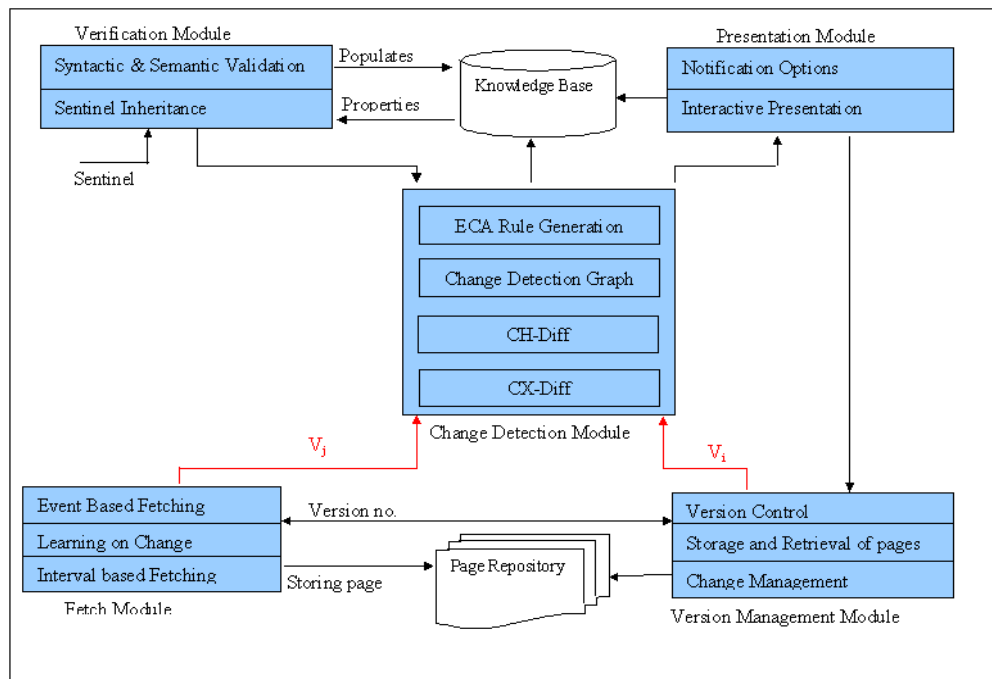 Verification Module
Presentation Module
Syntactic & Semantic Validation
Populates
Notification Options
Knowledge Base
Sentinel Inheritance
Properties
Interactive Presentation
Sentinel
ECA Rule Generation
Change Detection Graph
CH-Diff
CX-Diff
Change Detection Module
Vj
Vi
Event Based Fetching
Version no.
Version Control
Learning on Change
Storage and Retrieval of pages
Interval based Fetching
Storing page
Page Repository
Change Management
Fetch Module
Version Management Module